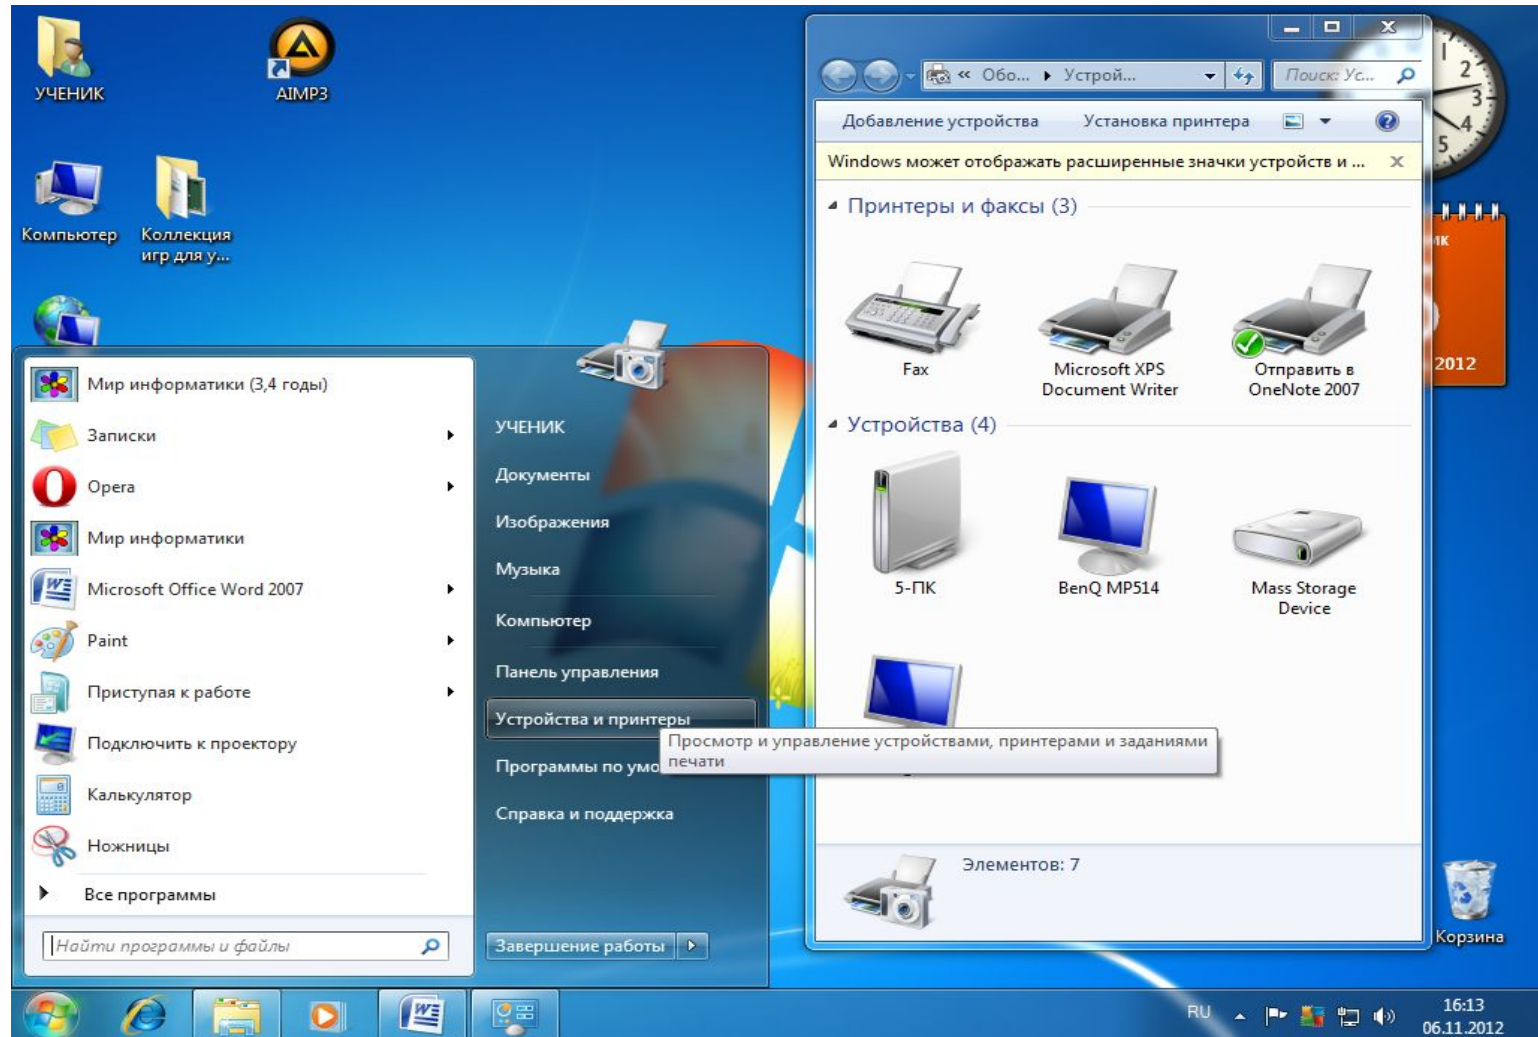 УЧЕНИК
AIMP3
Компьютер
Коллекция
игр для у...
Мир информатики (3,4 годы)
Записки
Opera
Мир информатики
Microsoft Office Word 2007
Paint
Приступая к работе
Подключить к проектору
Калькулятор
Ножницы
Все программы
Найти программы и файлы
УЧЕНИК
Документы
Изображения
Музыка
Компьютер
Панель управления
Устройства и принтеры
Программы по умо
Справка и поддержка
Завершение работы
Просмотр и управление устройствами, принтерами и заданиями
печати
« Обо... Устрой...
Поиск: Ус...
Добавление устройства Установка принтера
Windows может отображать расширенные значки устройств и ...
Принтеры и факсы (3)
Fax
Microsoft XPS
Document Writer
Отправить в
OneNote 2007
Устройства (4)
5-ПК
BenQ MP514
Mass Storage
Device
Элементов: 7
1
2
3
4
5
2012
Корзина
RU
16:13
06.11.2012